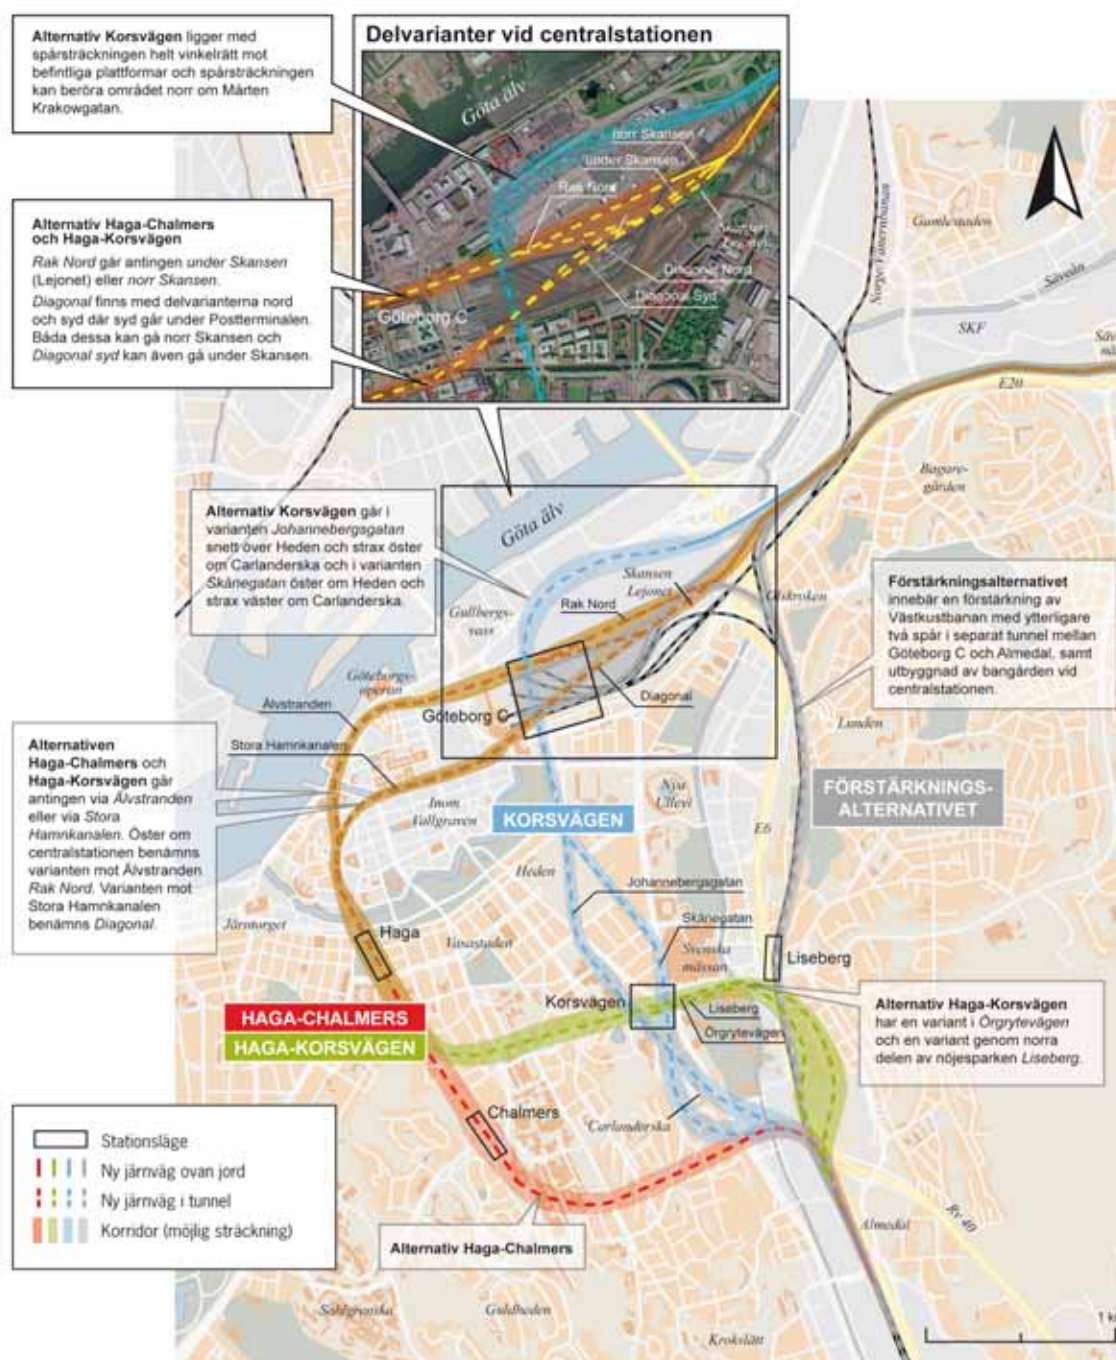 Alternativ Korsvägen ligger med
spårsträckningen helt vinkelrätt mot
befintliga plattformar och spårsträckningen
kan beröra området norr om Mårten
Krakowgatan.
Delvarianter vid centralstationen
Göta älv
norr Skansen
under Skansen
Rak Nord
Diagonal Nord
Diagonal Syd
Göteborg C
Alternativ Haga-Chalmers
och Haga-Korsvägen
Rak Nord går antingen under Skansen
(Lejonet) eller norr Skansen.
Diagonal finns med delvarianterna nord
och syd där syd går under Postterminalen.
Båda dessa kan gå norr Skansen och
Diagonal syd kan även gå under Skansen.
Norge/Vänernbanan
Gamlestaden
Säveån
SKF
E20
Bagare-
gården
Alternativ Korsvägen går i
varianten Johannebergsgatan
snett över Heden och strax öster
om Carlanderska och i varianten
Skånegatan öster om Heden och
strax väster om Carlanderska.
Göta älv
Skansen
Lejonet
Olskroken
Rak Nord
Gullbergs-
vass
Förstärkningsalternativet
innebär en förstärkning av
Västkustbanan med ytterligare
två spår i separat tunnel mellan
Göteborg C och Almedal, samt
utbyggnad av bangården vid
centralstationen.
Göteborgs-
operan
Älvstranden
Göteborg C
Diagonal
Lunden
Stora Hamnkanalen
Alternativen
Haga-Chalmers och
Haga-Korsvägen går
antingen via Älvstranden
eller via Stora
Hamnkanalen. Öster om
centralstationen benämns
varianten mot Älvstranden
Rak Nord. Varianten mot
Stora Hamnkanalen
benämns Diagonal.
Inom
Vallgraven
KORSVÄGEN
Nya
Ullevi
E6
FÖRSTÄRKNINGS-
ALTERNATIVET
Heden
Johannebergsgatan
Skånegatan
Järntorget
Haga
Vasastaden
Svenska
mässan
Liseberg
Korsvägen
Liseberg
Örgrytevägen
Alternativ Haga-Korsvägen
har en variant i Örgrytevägen
och en variant genom norra
delen av nöjesparken Liseberg.
HAGA-CHALMERS
HAGA-KORSVÄGEN
Chalmers
Carlanderska
Stationsläge
Ny järnväg ovan jord
Ny järnväg i tunnel
Korridor (möjlig sträckning)
Alternativ Haga-Chalmers
Almedal
Rv 40
Sahlgrenska
Guldheden
Krokslätt